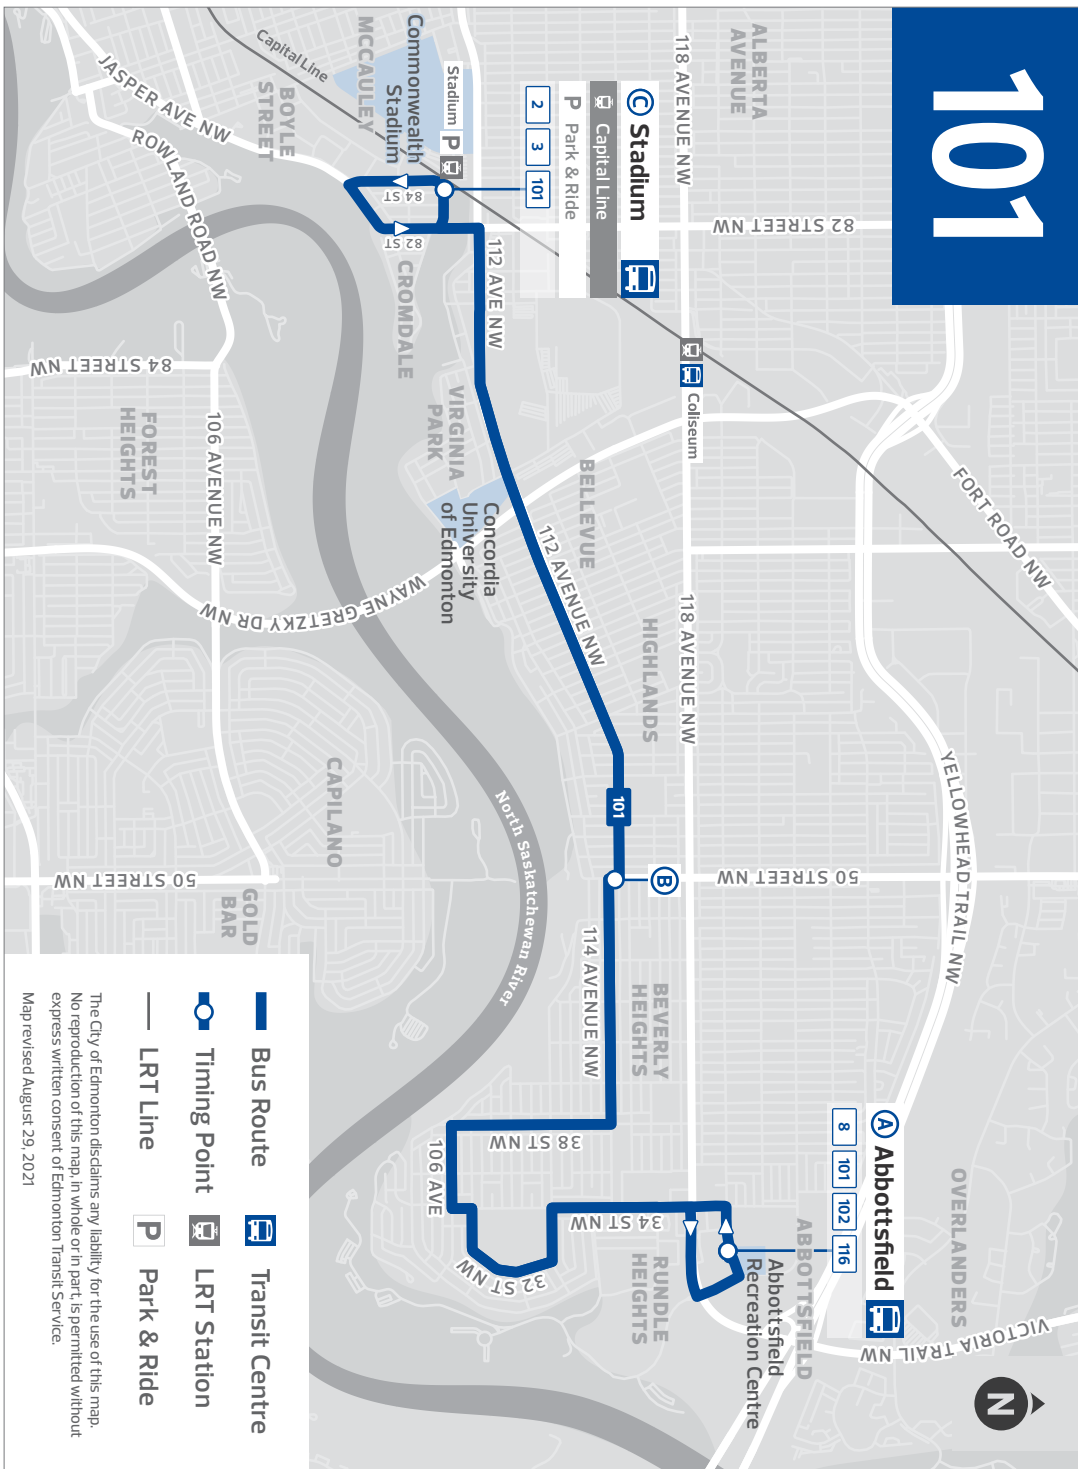 101
ALBERTA
AVENUE
118 AVENUE NW
82 STREET NW
C Stadium
Capital Line
P Park & Ride
2 3 101
MCCAULEY
Commonwealth
Stadium
Stadium P
Capital Line
JASPER AVE NW
BOYLE
STREET
ROWLAND ROAD NW
84 ST
82 ST
CROMDALE
112 AVE NW
VIRGINIA
PARK
Coliseum
FORT ROAD NW
84 STREET NW
FOREST
HEIGHTS
106 AVENUE NW
WAYNE GRETZKY DR NW
Concordia
University
of Edmonton
BELLEVUE
112 AVENUE NW
HIGHLANDS
118 AVENUE NW
YELLOWHEAD TRAIL NW
101
B
50 STREET NW
CAPILANO
North Saskatchewan River
50 STREET NW
GOLD
BAR
114 AVENUE NW
BEVERLY
HEIGHTS
38 ST NW
106 AVE
32 ST NW
34 ST NW
RUNDLE
HEIGHTS
A Abbottsfield
8 101 102 116
ABBOTTSFIELD
Abbottsfield
Recreation Centre
OVERLANDERS
VICTORIA TRAIL NW
N
Bus Route
Transit Centre
Timing Point
LRT Station
LRT Line
P Park & Ride
The City of Edmonton disclaims any liability for the use of this map.
No reproduction of this map, in whole or in part, is permitted without
express written consent of Edmonton Transit Service.
Map revised August 29, 2021